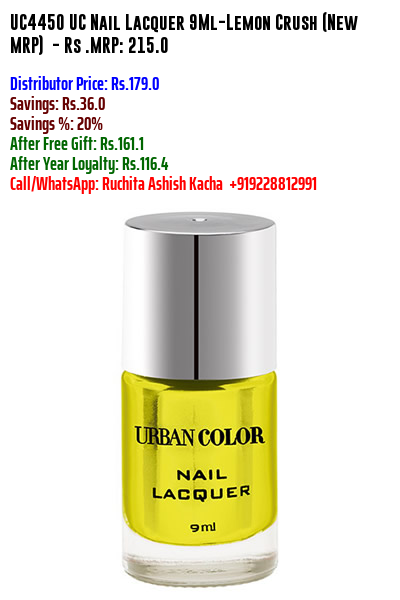 UC4450 UC Nail Lacquer 9Ml-Lemon Crush (New
MRP) - Rs .MRP: 215.0
Distributor Price: Rs.179.0
Savings: Rs.36.0
Savings %: 20%
After Free Gift: Rs.161.1
After Year Loyalty: Rs.116.4
Call/WhatsApp: Ruchita Ashish Kacha +919228812991
URBAN COLOR
NAIL
LACQUER
9ml